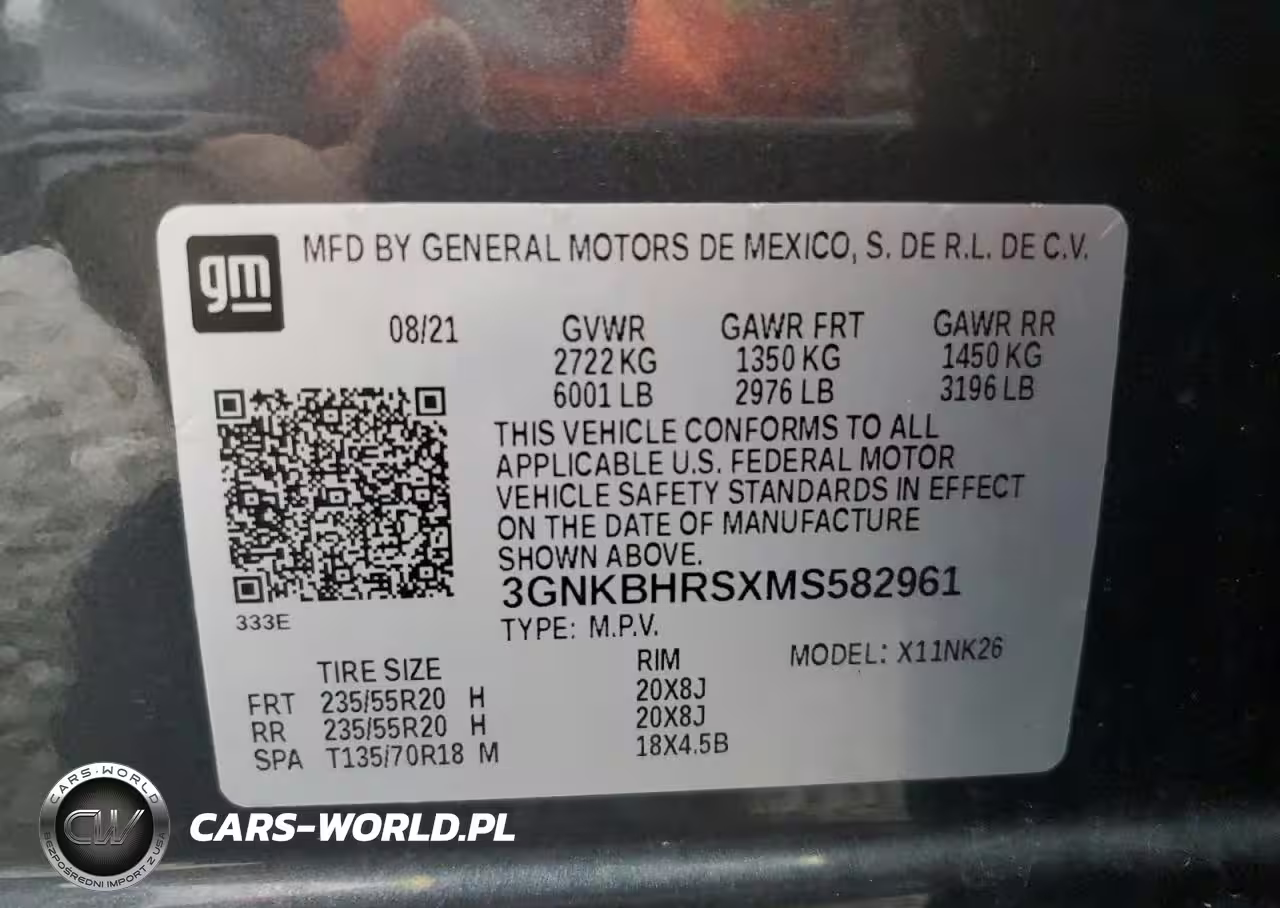 gm
MFD BY GENERAL MOTORS DE MEXICO, S. DE R.L. DE C.V.
08/21 GVWR GAWR FRT GAWR RR
2722 KG 1350 KG 1450 KG
6001 LB 2976 LB 3196 LB
THIS VEHICLE CONFORMS TO ALL
APPLICABLE U.S. FEDERAL MOTOR
VEHICLE SAFETY STANDARDS IN EFFECT
ON THE DATE OF MANUFACTURE
SHOWN ABOVE.
3GNKBHRSXMS582961
333E
TYPE: M.P.V. MODEL: X11NK26
TIRE SIZE RIM
FRT 235/55R20 H 20X8J
RR 235/55R20 H 20X8J
SPA T135/70R18 M 18X4.5B
CARS-WORLD
CW
BEZPOŚREDNI IMPORT Z USA
CARS-WORLD.PL